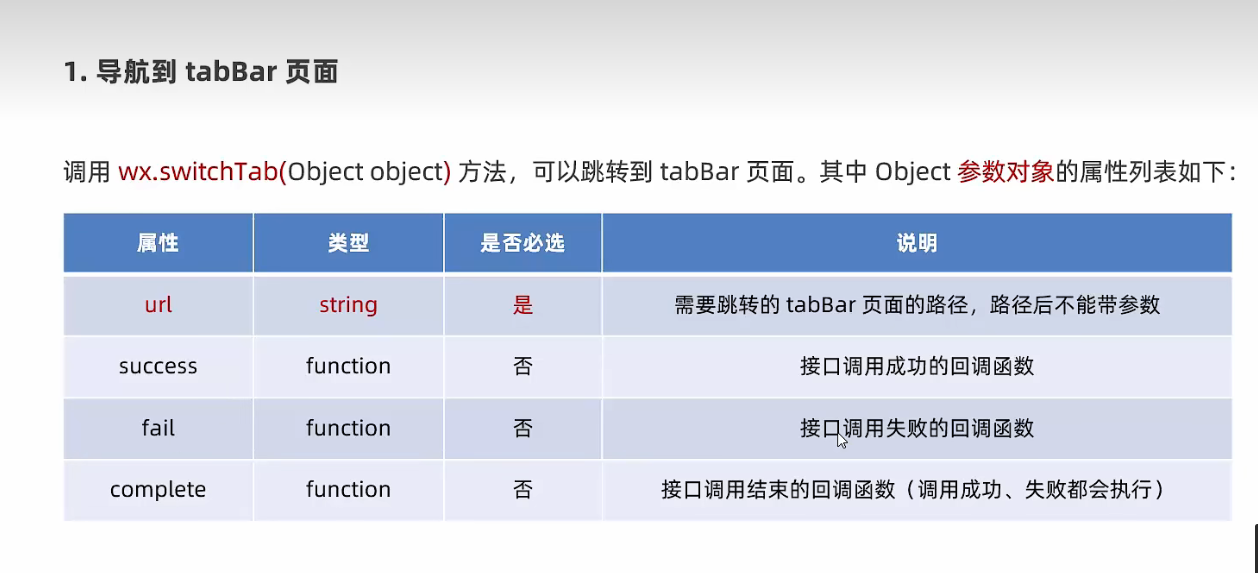 1. 导航到 tabBar 页面
调用 wx.switchTab(Object object) 方法，可以跳转到 tabBar 页面。其中 Object 参数对象的属性列表如下：
属性 类型 是否必选 说明
url string 是 需要跳转的 tabBar 页面的路径，路径后不能带参数
success function 否 接口调用成功的回调函数
fail function 否 接口调用失败的回调函数
complete function 否 接口调用结束的回调函数（调用成功、失败都会执行）